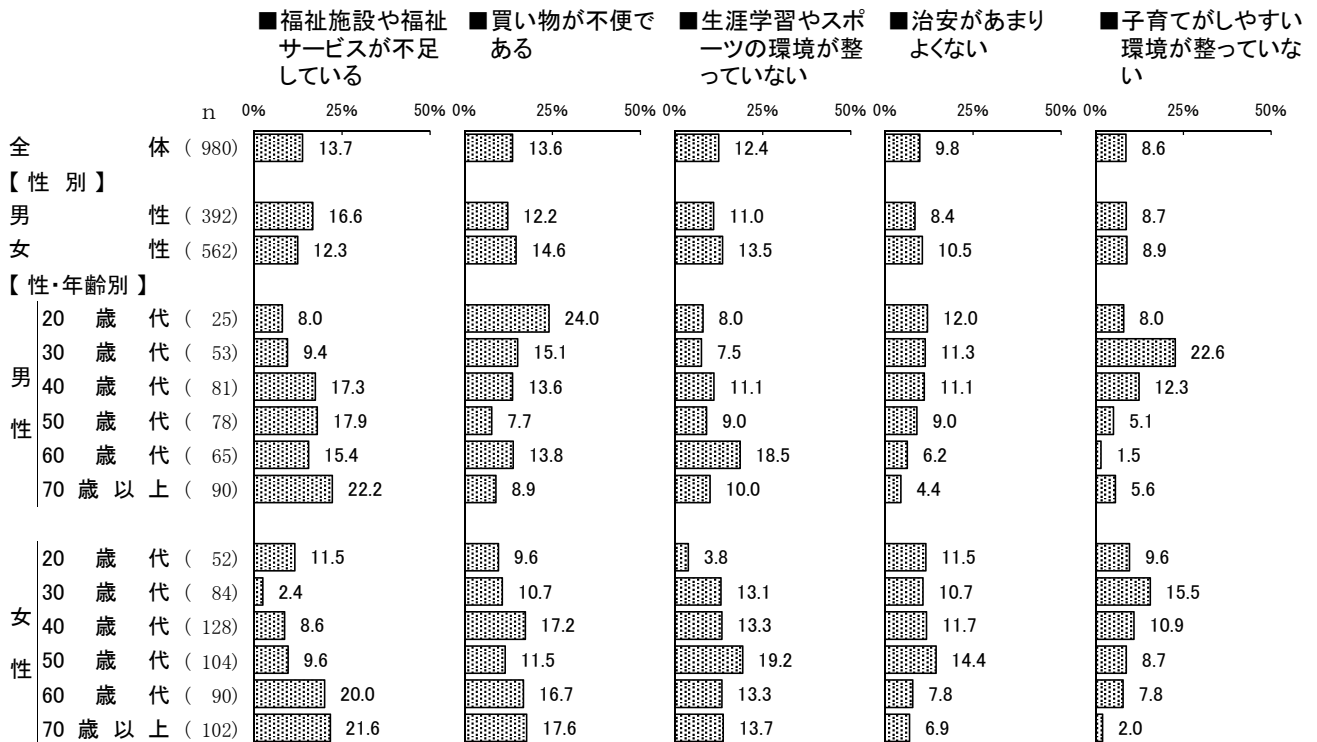 ■福祉施設や福祉
サービスが不足
している
■買い物が不便で
ある
■生涯学習やスポ
ーツの環境が整
っていない
■治安があまり
よくない
■子育てがしやすい
環境が整っていな
い
n 0% 25% 50% 0% 25% 50% 0% 25% 50% 0% 25% 50% 0% 25% 50%
全体 ( 980) 13.7 13.6 12.4 9.8 8.6
【 性 別 】
男性 ( 392) 16.6 12.2 11.0 8.4 8.7
女性 ( 562) 12.3 14.6 13.5 10.5 8.9
【 性・年齢別 】
男性
20 歳 代 ( 25) 8.0 24.0 8.0 12.0 8.0
30 歳 代 ( 53) 9.4 15.1 7.5 11.3 22.6
40 歳 代 ( 81) 17.3 13.6 11.1 11.1 12.3
50 歳 代 ( 78) 17.9 7.7 9.0 9.0 5.1
60 歳 代 ( 65) 15.4 13.8 18.5 6.2 1.5
70 歳 以 上 ( 90) 22.2 8.9 10.0 4.4 5.6
女性
20 歳 代 ( 52) 11.5 9.6 3.8 11.5 9.6
30 歳 代 ( 84) 2.4 10.7 13.1 10.7 15.5
40 歳 代 ( 128) 8.6 17.2 13.3 11.7 10.9
50 歳 代 ( 104) 9.6 11.5 19.2 14.4 8.7
60 歳 代 ( 90) 20.0 16.7 13.3 7.8 7.8
70 歳 以 上 ( 102) 21.6 17.6 13.7 6.9 2.0